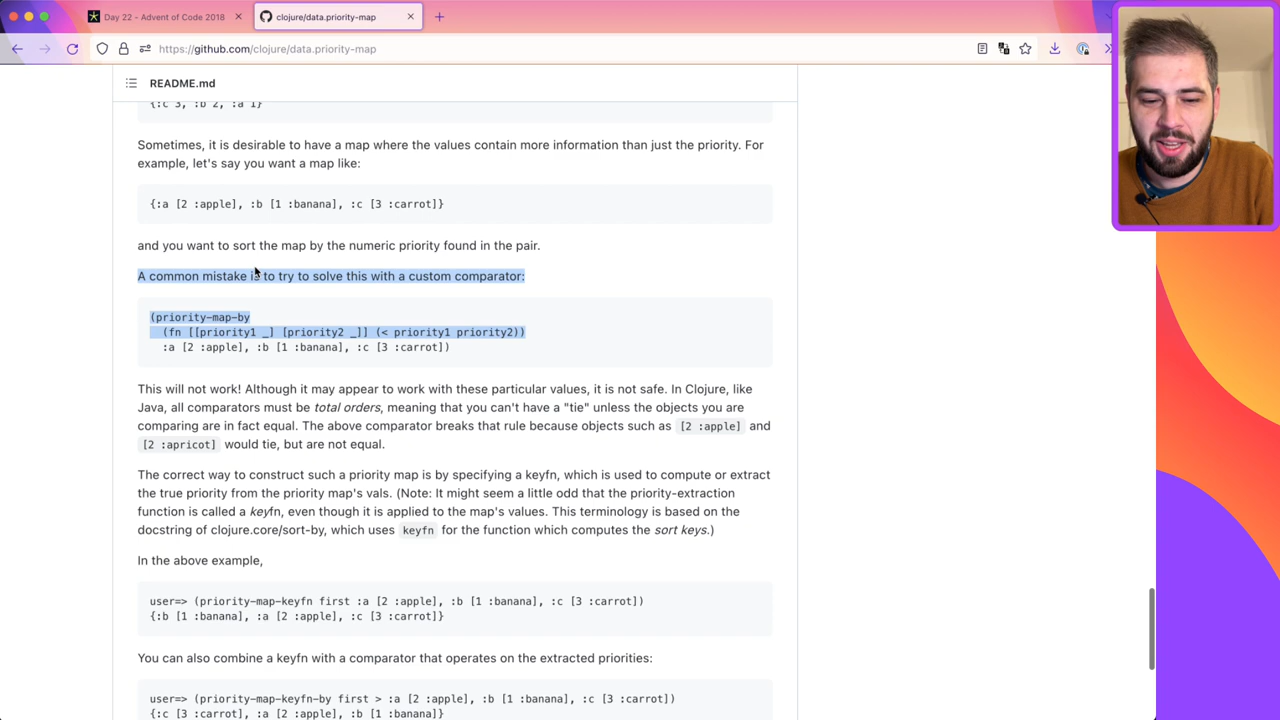 Day 22 - Advent of Code 2018
clojure/data.priority-map
https://github.com/clojure/data.priority-map
README.md
{:c 3, :b 2, :a 1}
Sometimes, it is desirable to have a map where the values contain more information than just the priority. For
example, let's say you want a map like:
{:a [2 :apple], :b [1 :banana], :c [3 :carrot]}
and you want to sort the map by the numeric priority found in the pair.
A common mistake is to try to solve this with a custom comparator:
(priority-map-by
(fn [[priority1 _] [priority2 _]] (< priority1 priority2))
:a [2 :apple], :b [1 :banana], :c [3 :carrot])
This will not work! Although it may appear to work with these particular values, it is not safe. In Clojure, like
Java, all comparators must be total orders, meaning that you can't have a "tie" unless the objects you are
comparing are in fact equal. The above comparator breaks that rule because objects such as [2 :apple] and
[2 :apricot] would tie, but are not equal.
The correct way to construct such a priority map is by specifying a keyfn, which is used to compute or extract
the true priority from the priority map's vals. (Note: It might seem a little odd that the priority-extraction
function is called a keyfn, even though it is applied to the map's values. This terminology is based on the
docstring of clojure.core/sort-by, which uses keyfn for the function which computes the sort keys.)
In the above example,
user=> (priority-map-keyfn first :a [2 :apple], :b [1 :banana], :c [3 :carrot])
{:b [1 :banana], :a [2 :apple], :c [3 :carrot]}
You can also combine a keyfn with a comparator that operates on the extracted priorities:
user=> (priority-map-keyfn-by first > :a [2 :apple], :b [1 :banana], :c [3 :carrot])
{:c [3 :carrot], :a [2 :apple], :b [1 :banana]}